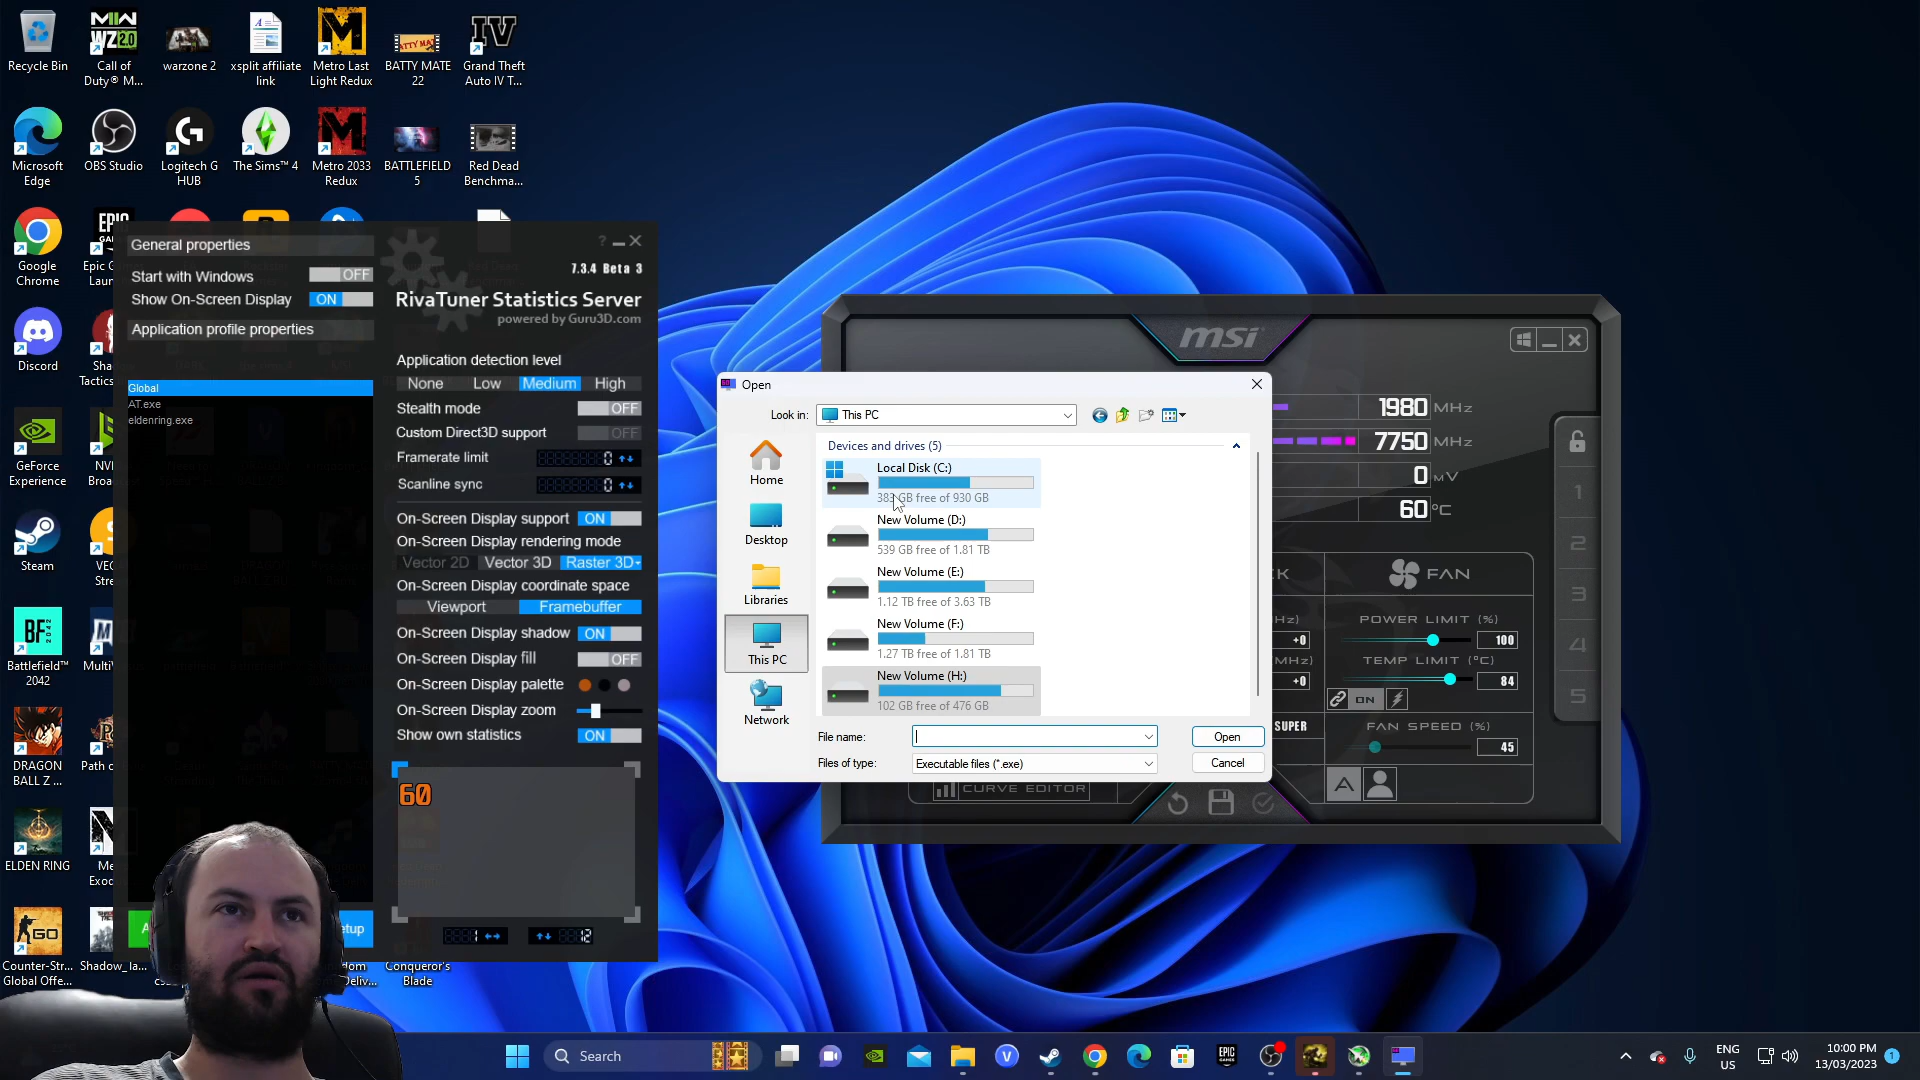 Recycle Bin
Call of
Duty® M...
warzone 2
xsplit affiliate
link
Metro Last
Light Redux
BATTY MATE
22
Grand Theft
Auto IV T...
Microsoft
Edge
OBS Studio
Logitech G
HUB
The Sims™ 4
Metro 2033
Redux
BATTLEFIELD
5
Red Dead
Benchma...
Google
Chrome
Discord
GeForce
Experience
Steam
Battlefield™
2042
DRAGON
BALL Z ...
ELDEN RING
Counter-Str...
Global Offe...
Shadow_Ta...
Conqueror's
Blade
General properties
Start with Windows OFF
Show On-Screen Display ON
Application profile properties
Global
AT.exe
eldenring.exe
7.3.4 Beta 3
RivaTuner Statistics Server
powered by Guru3D.com
Application detection level
None Low Medium High
Stealth mode OFF
Custom Direct3D support OFF
Framerate limit 0
Scanline sync 0
On-Screen Display support ON
On-Screen Display rendering mode
Vector 2D Vector 3D Raster 3D
On-Screen Display coordinate space
Viewport Framebuffer
On-Screen Display shadow ON
On-Screen Display fill OFF
On-Screen Display palette
On-Screen Display zoom
Show own statistics ON
60
1 12
Open
Look in: This PC
Home
Desktop
Libraries
This PC
Network
Devices and drives (5)
Local Disk (C:)
GB free of 930 GB
New Volume (D:)
539 GB free of 1.81 TB
New Volume (E:)
1.12 TB free of 3.63 TB
New Volume (F:)
1.27 TB free of 1.81 TB
New Volume (H:)
102 GB free of 476 GB
File name:
Open
Files of type: Executable files (*.exe)
Cancel
msi
1980 MHz
7750 MHz
0 MV
60 °C
1
2
3
4
5
FAN
POWER LIMIT (%)
+0 100
TEMP LIMIT (°C)
+0 84
ON
SUPER
FAN SPEED (%)
45
A
CURVE EDITOR
Search
ENG
US
10:00 PM
13/03/2023
1